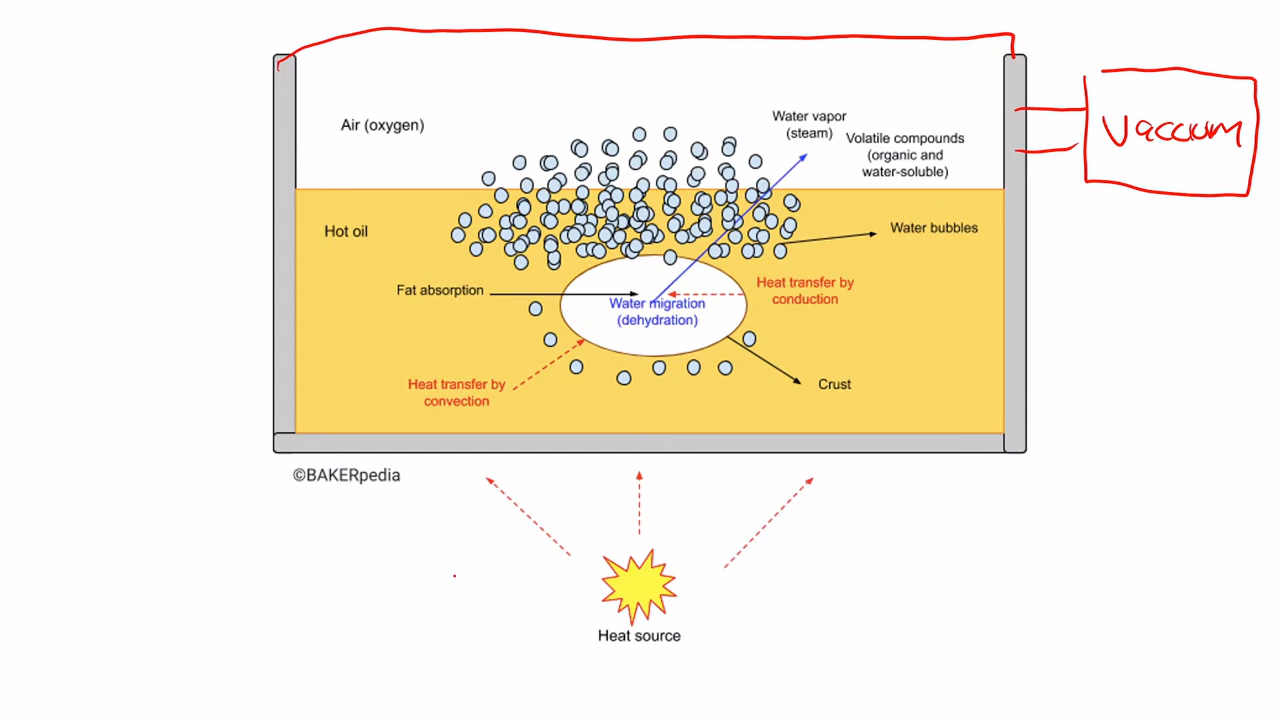 Air (oxygen)
Water vapor
(steam)
Volatile compounds
(organic and
water-soluble)
Vaccum
Hot oil
Water bubbles
Fat absorption
Heat transfer by
conduction
Water migration
(dehydration)
Heat transfer by
convection
Crust
©BAKERpedia
Heat source